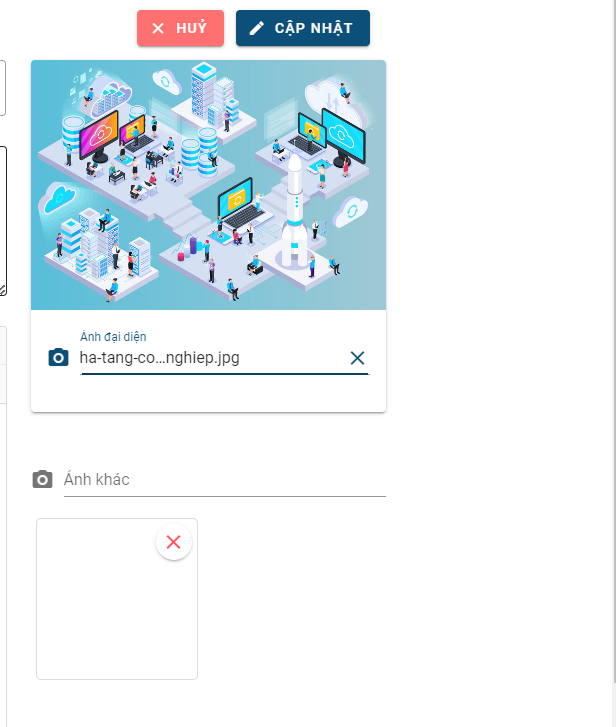 HUỶ
CẬP NHẬT
Ảnh đại diện
ha-tang-co…nghiep.jpg
Ảnh khác